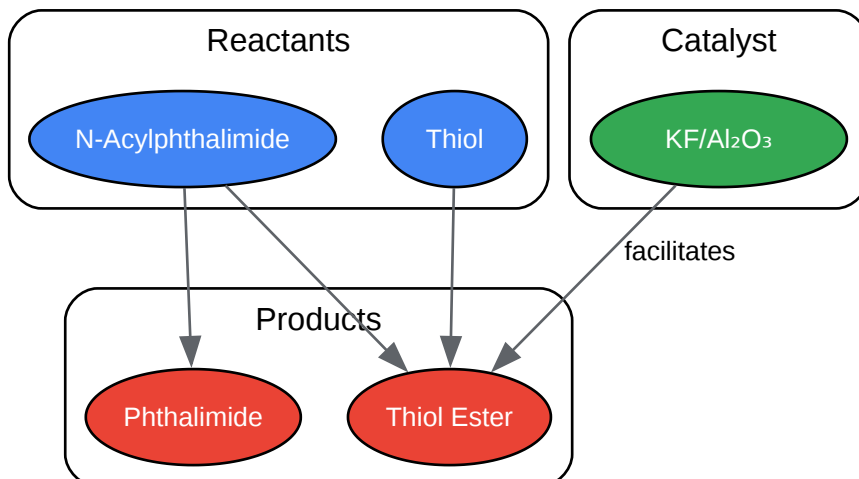 Reactants
Catalyst
N-Acylphthalimide
Thiol
KF/Al₂O₃
facilitates
Products
Phthalimide
Thiol Ester